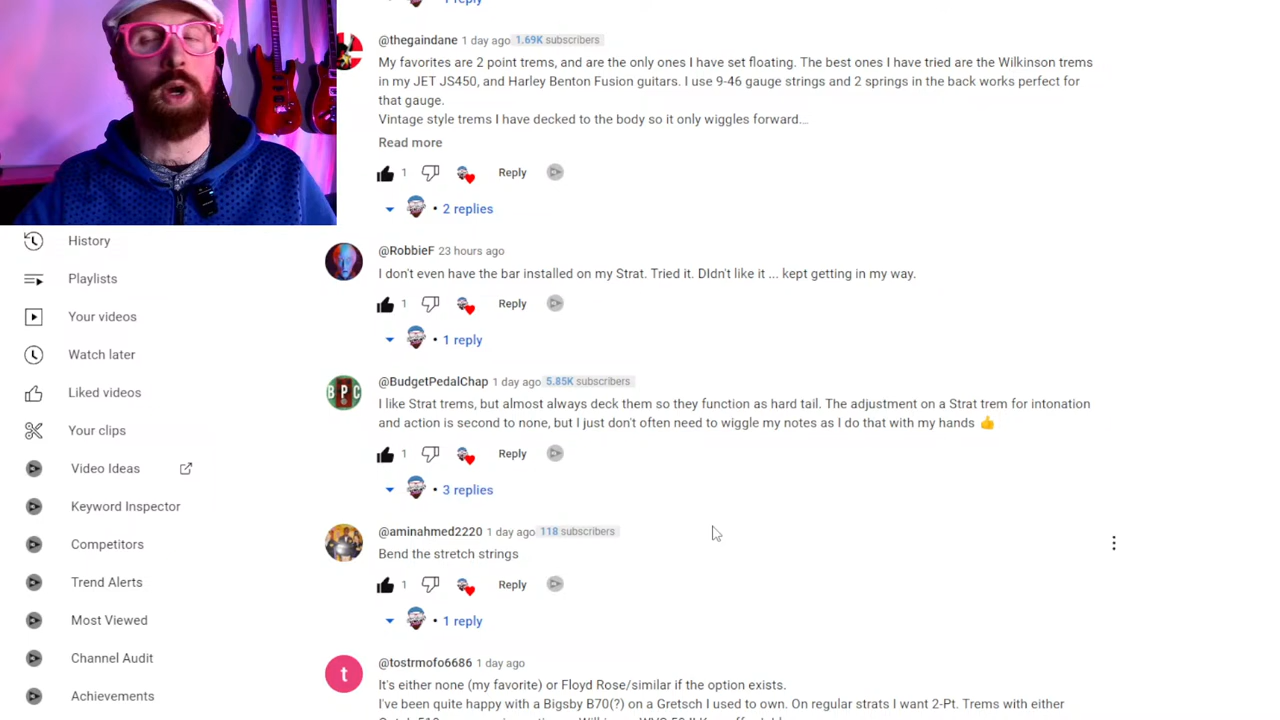 1 reply
@thegaindane 1 day ago 1.69K subscribers
My favorites are 2 point trems, and are the only ones I have set floating. The best ones I have tried are the Wilkinson trems
in my JET JS450, and Harley Benton Fusion guitars. I use 9-46 gauge strings and 2 springs in the back works perfect for
that gauge.
Vintage style trems I have decked to the body so it only wiggles forward...
Read more
1 Reply
• 2 replies
History
@RobbieF 23 hours ago
I don't even have the bar installed on my Strat. Tried it. DIdn't like it ... kept getting in my way.
Playlists
1 Reply
Your videos
• 1 reply
Watch later
@BudgetPedalChap 1 day ago 5.85K subscribers
BPC
Liked videos
I like Strat trems, but almost always deck them so they function as hard tail. The adjustment on a Strat trem for intonation
and action is second to none, but I just don't often need to wiggle my notes as I do that with my hands 👍
Your clips
1 Reply
Video Ideas
• 3 replies
Keyword Inspector
@aminahmed2220 1 day ago 118 subscribers
Competitors
Bend the stretch strings
Trend Alerts
1 Reply
Most Viewed
• 1 reply
Channel Audit
@tostrmofo6686 1 day ago
t
It's either none (my favorite) or Floyd Rose/similar if the option exists.
Achievements
I've been quite happy with a Bigsby B70(?) on a Gretsch I used to own. On regular strats I want 2-Pt. Trems with either